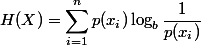 H(X) = \sum_{i=1}^{n} p(x_i) \log_b \frac{1}{p(x_i)}